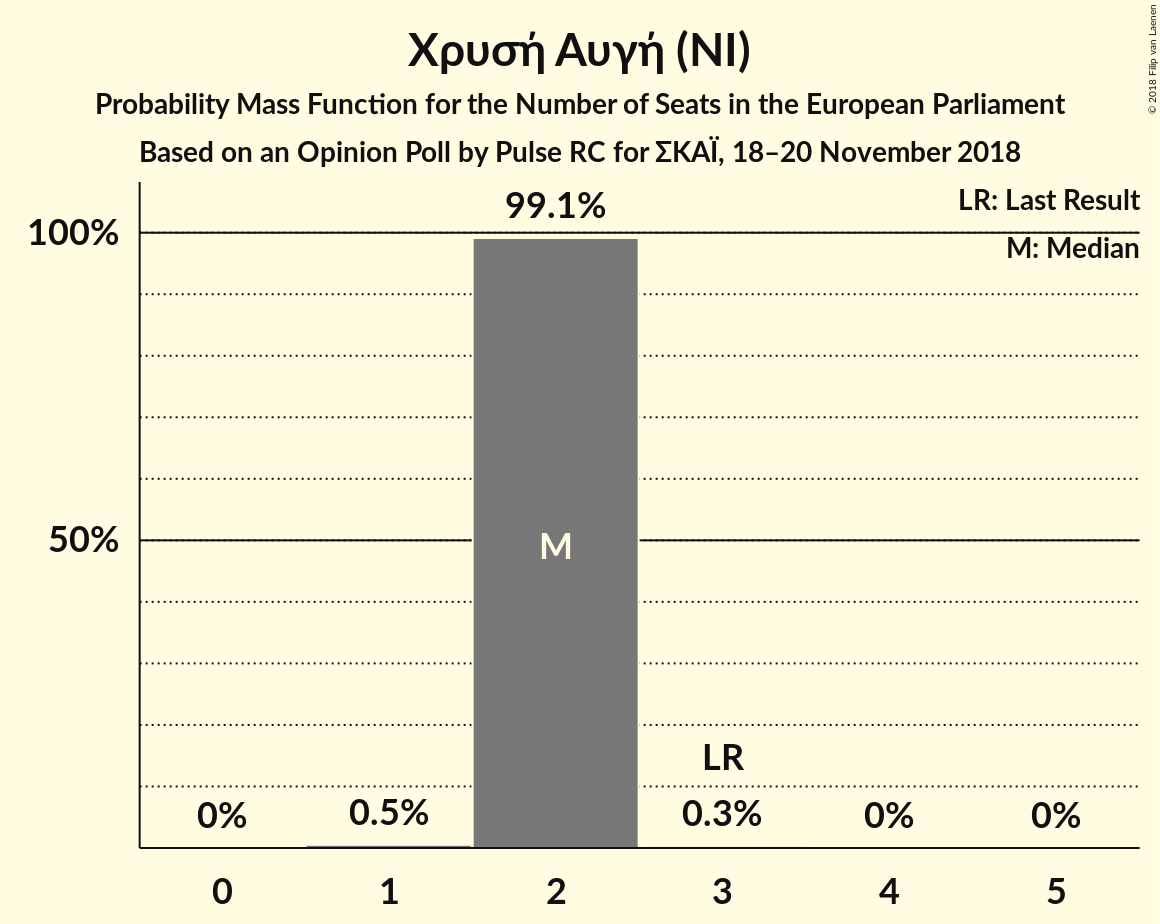 Χρυσή Αυγή (NI)
Probability Mass Function for the Number of Seats in the European Parliament
Based on an Opinion Poll by Pulse RC for ΣΚΑΪ, 18–20 November 2018
© 2018 Filip van Laenen
LR: Last Result
M: Median
100%
50%
99.1%
M
LR
0%
0.5%
0.3%
0%
0%
0
1
2
3
4
5